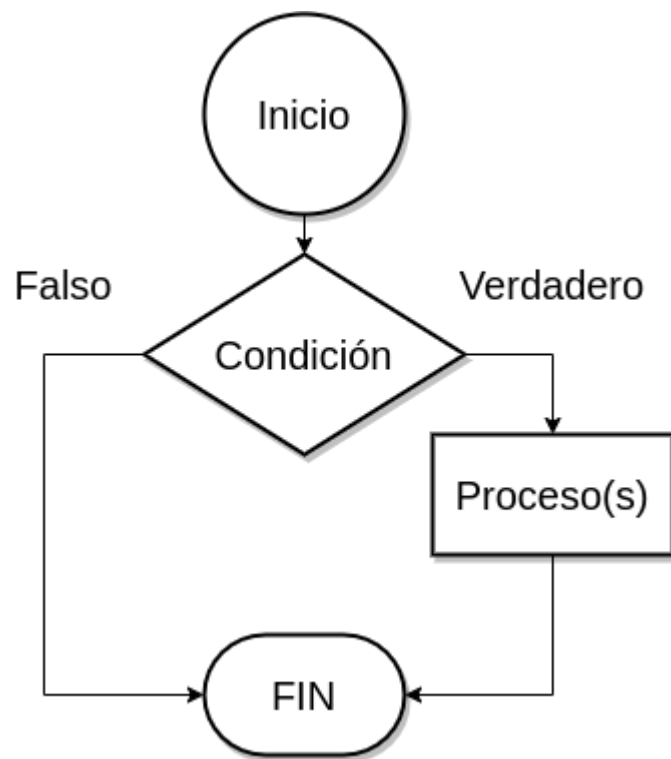 Inicio
Falso
Verdadero
Condición
Proceso(s)
FIN